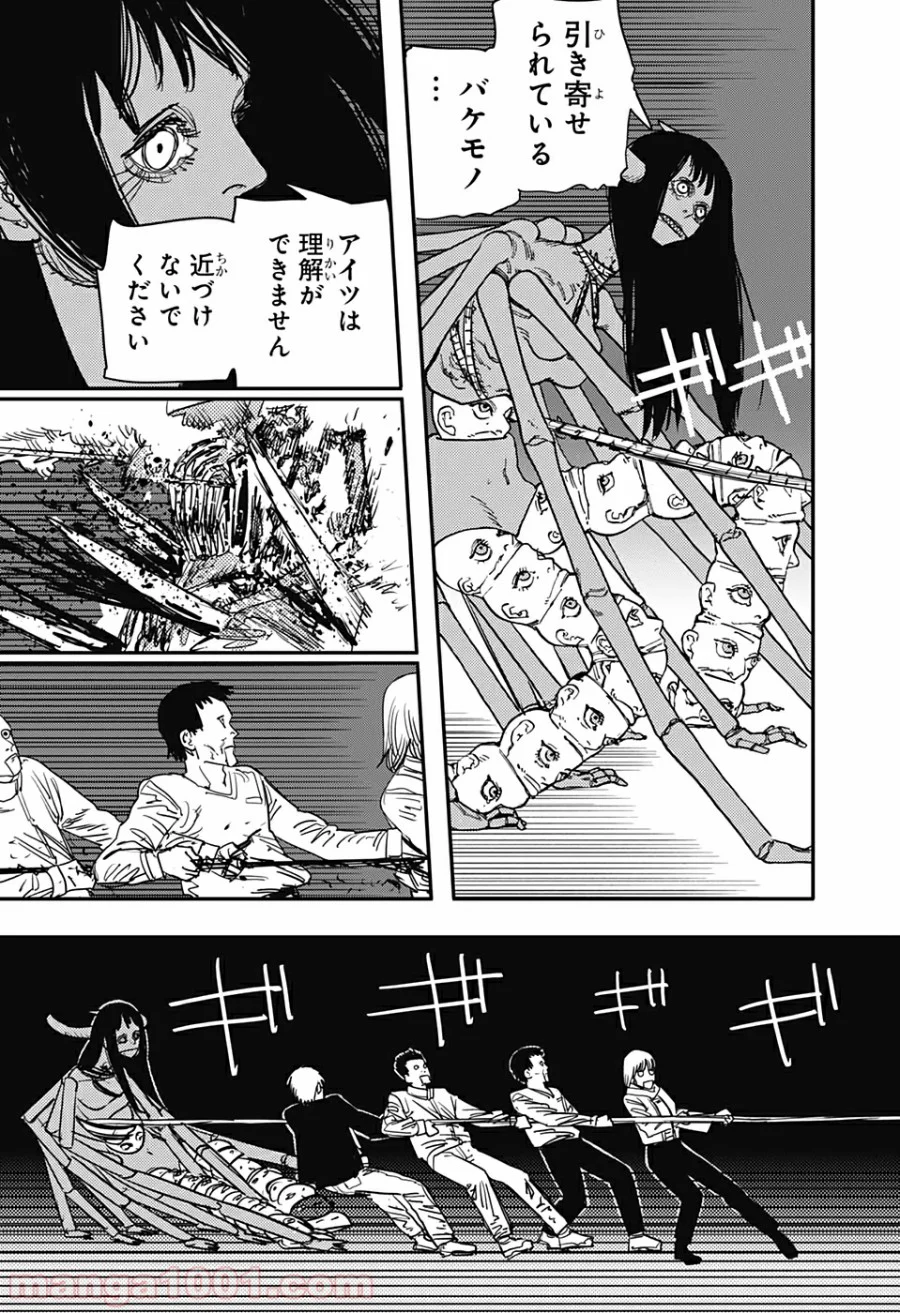 引き寄せ
られている
バケモノ
…
ギギ
アイツは
理解が
できません
近づけ
ないで
ください
ギギ
ギギ
manga1001.com